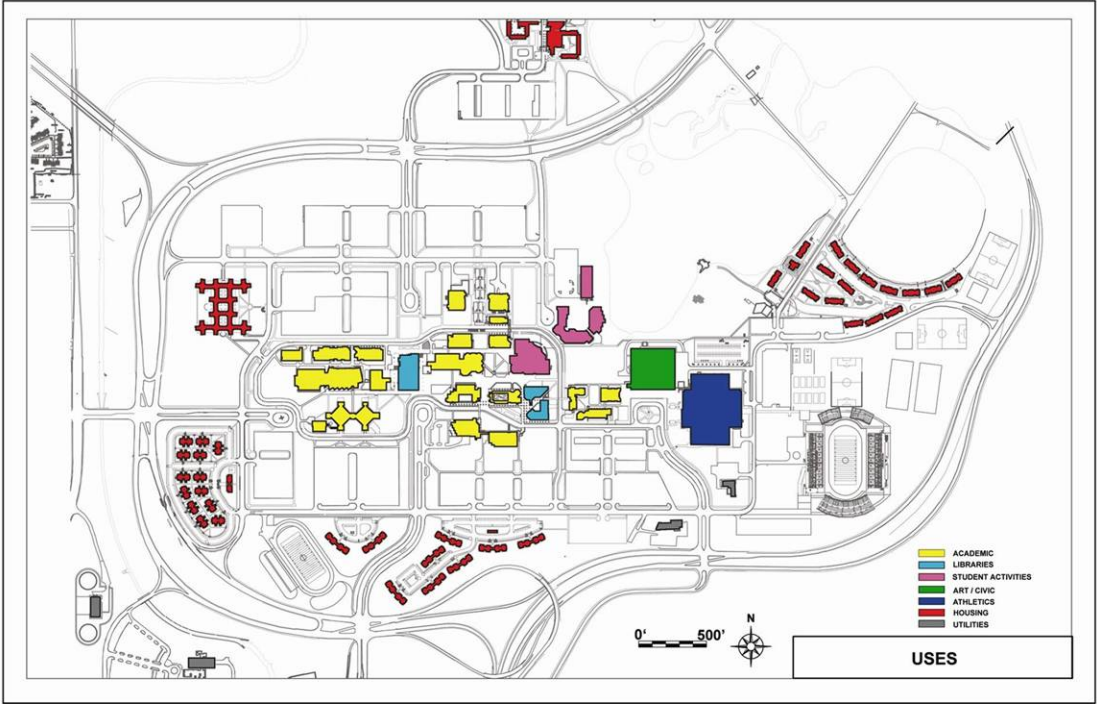 ACADEMIC
LIBRARIES
STUDENT ACTIVITIES
ART / CIVIC
ATHLETICS
HOUSING
UTILITIES
0' 500'
N
USES